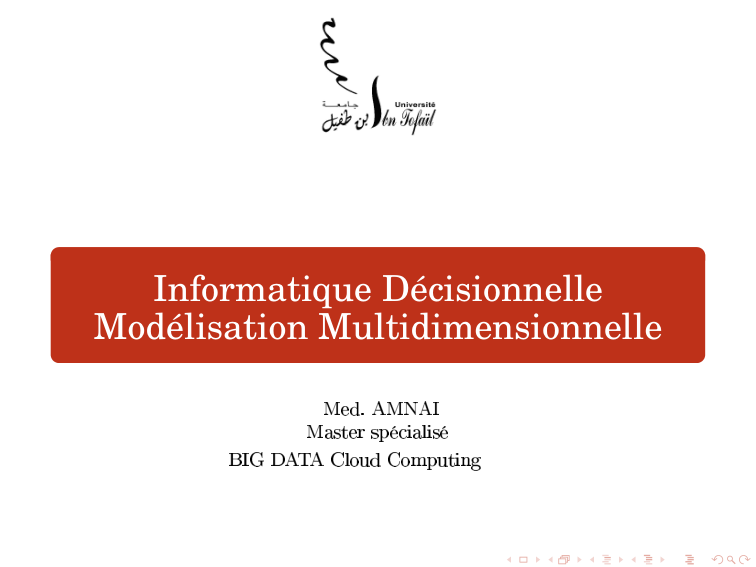 جامعة
Université
ابن طفيل
Ibn Tofaïl
Informatique Décisionnelle
Modélisation Multidimensionnelle
Med. AMNAI
Master spécialisé
BIG DATA Cloud Computing